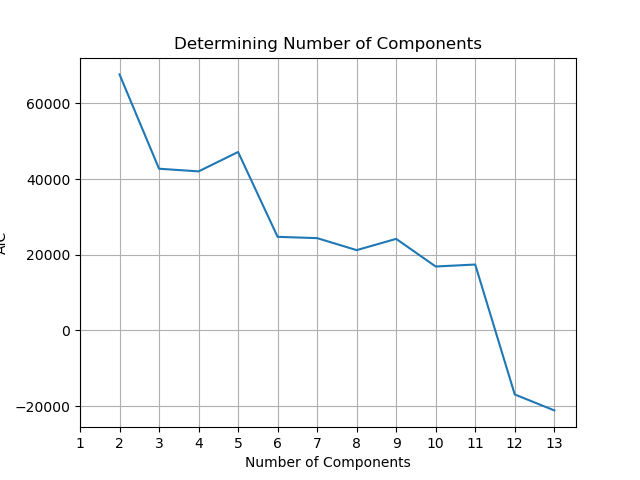 Determining Number of Components
60000
40000
20000
0
−20000
AIC
1 2 3 4 5 6 7 8 9 10 11 12 13
Number of Components